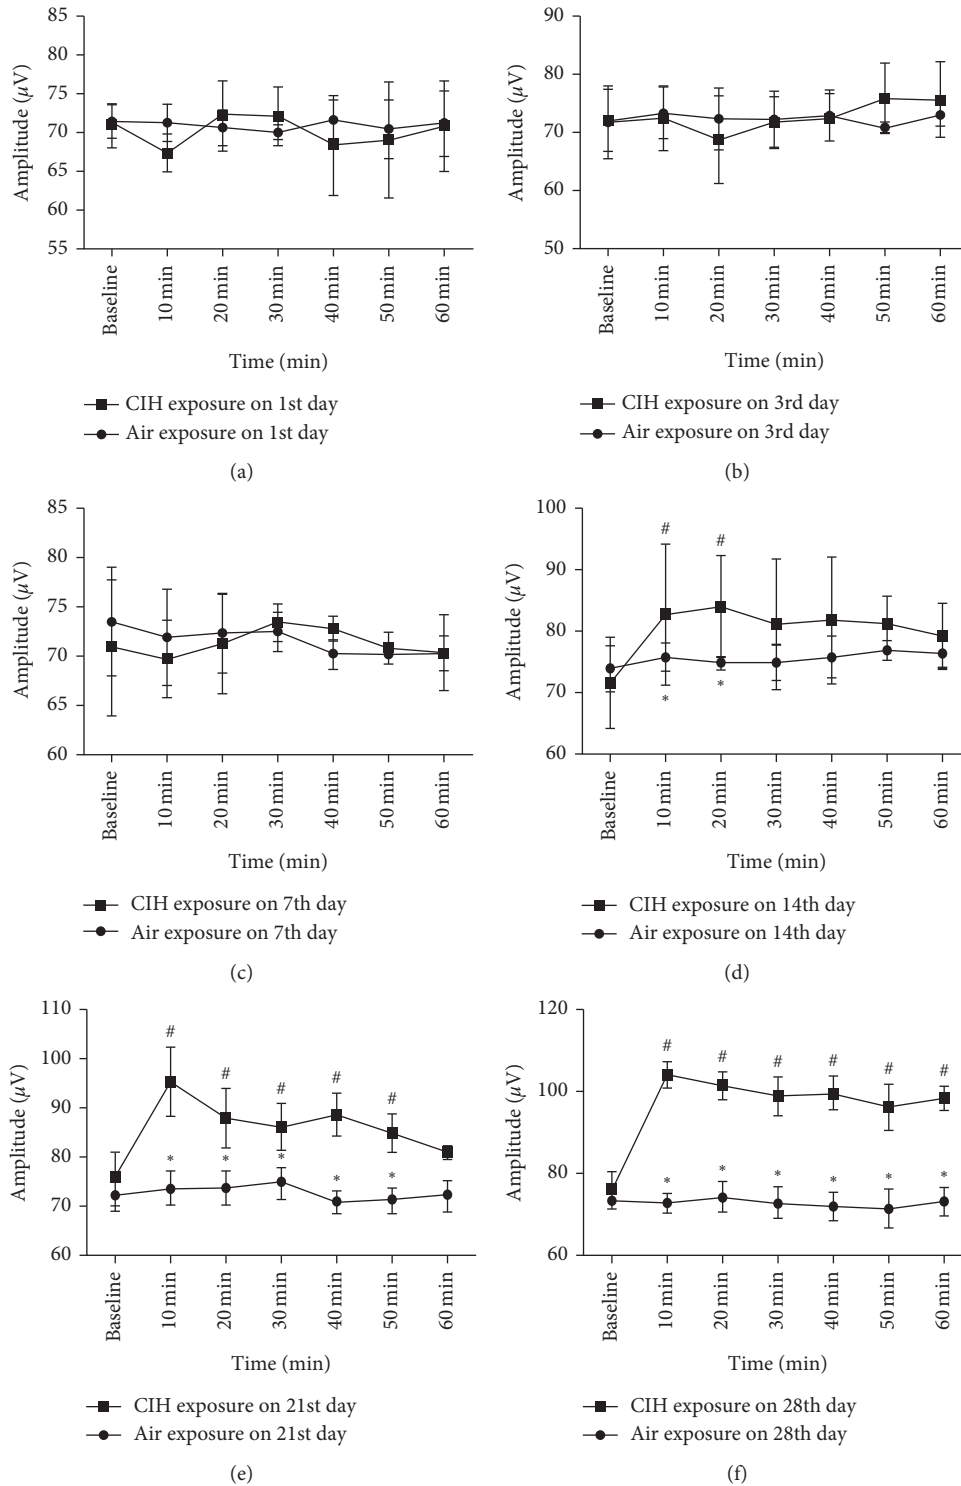 85
80
75
70
65
60
55
Amplitude (μV)
Baseline
10 min
20 min
30 min
40 min
50 min
60 min
Time (min)
CIH exposure on 1st day
Air exposure on 1st day
(a)
90
80
70
60
50
Amplitude (μV)
Baseline
10 min
20 min
30 min
40 min
50 min
60 min
Time (min)
CIH exposure on 3rd day
Air exposure on 3rd day
(b)
85
80
75
70
65
60
Amplitude (μV)
Baseline
10 min
20 min
30 min
40 min
50 min
60 min
Time (min)
CIH exposure on 7th day
Air exposure on 7th day
(c)
100
90
80
70
60
Amplitude (μV)
# #
* *
Baseline
10 min
20 min
30 min
40 min
50 min
60 min
Time (min)
CIH exposure on 14th day
Air exposure on 14th day
(d)
110
100
90
80
70
60
Amplitude (μV)
# # # # #
* * * * *
Baseline
10 min
20 min
30 min
40 min
50 min
60 min
Time (min)
CIH exposure on 21st day
Air exposure on 21st day
(e)
120
100
80
60
Amplitude (μV)
# # # # # #
* * * * * *
Baseline
10 min
20 min
30 min
40 min
50 min
60 min
Time (min)
CIH exposure on 28th day
Air exposure on 28th day
(f)